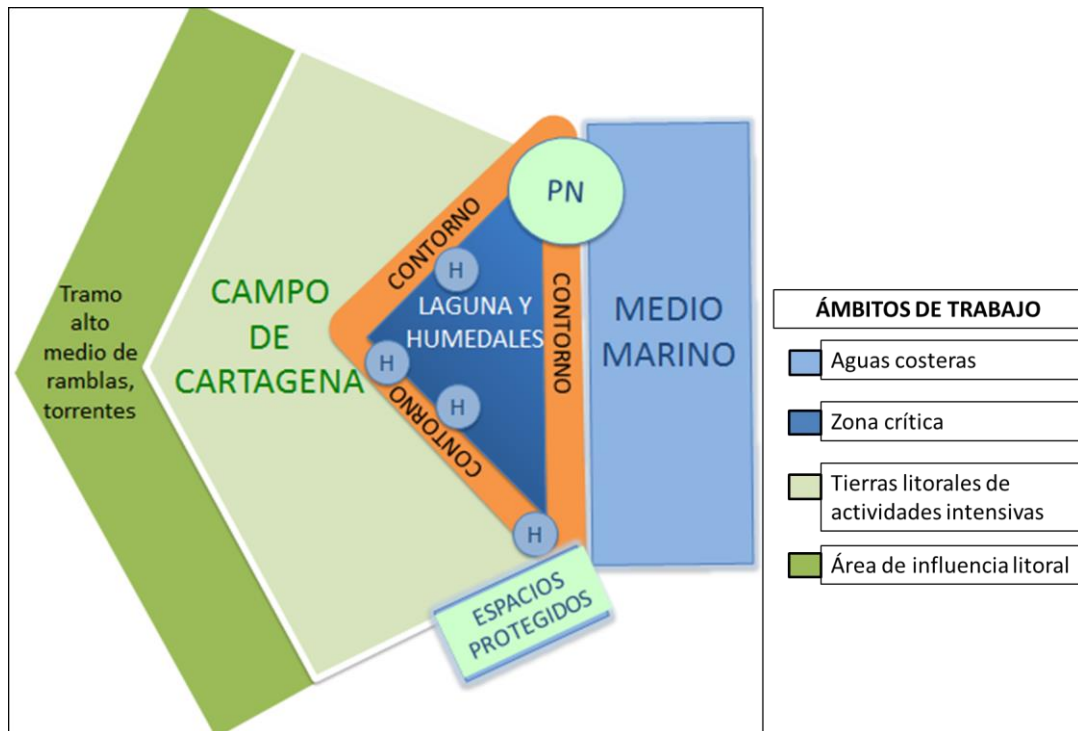 Tramo
alto
medio de
ramblas,
torrentes
CAMPO
DE
CARTAGENA
CONTORNO
CONTORNO
CONTORNO
PN
H
H
H
H
LAGUNA Y
HUMEDALES
MEDIO
MARINO
ESPACIOS
PROTEGIDOS
ÁMBITOS DE TRABAJO
Aguas costeras
Zona crítica
Tierras litorales de
actividades intensivas
Área de influencia litoral